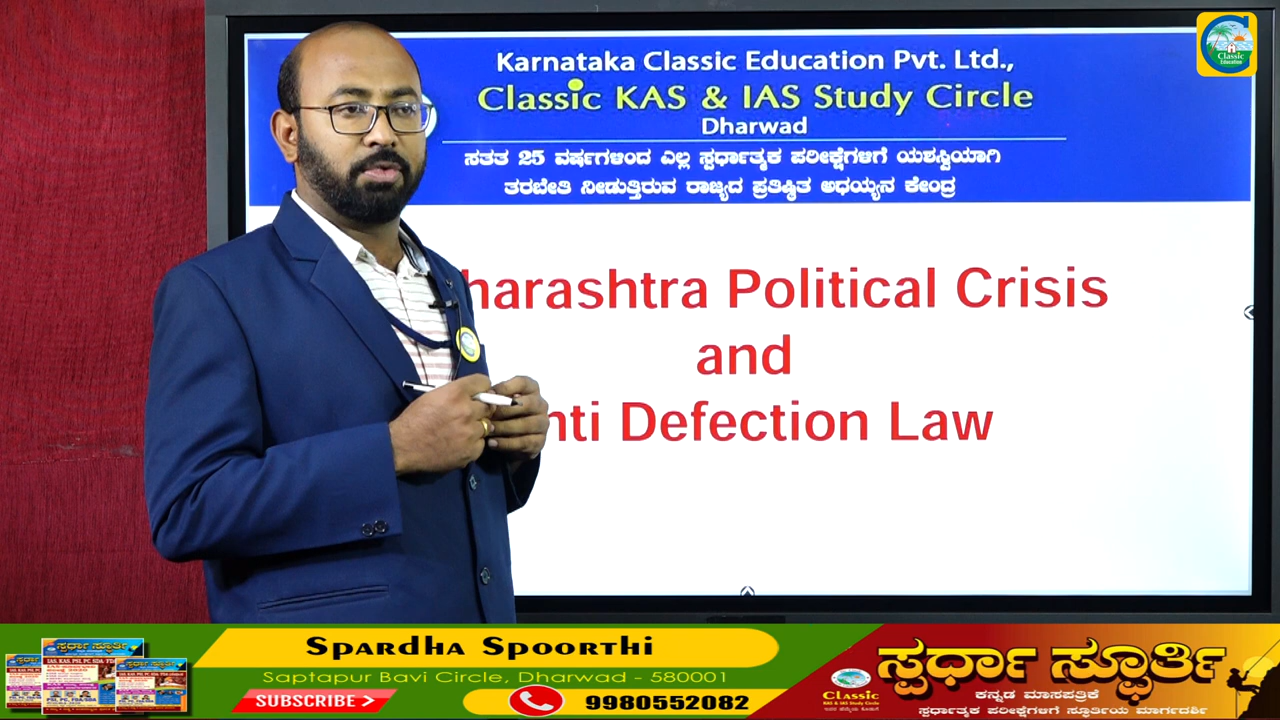 Karnataka Classic Education Pvt. Ltd.,
Classic KAS & IAS Study Circle
Dharwad
ಸತತ 25 ವರ್ಷಗಳಿಂದ ಎಲ್ಲ ಸ್ಪರ್ಧಾತ್ಮಕ ಪರೀಕ್ಷೆಗಳಿಗೆ ಯಶಸ್ವಿಯಾಗಿ
ತರಬೇತಿ ನೀಡುತ್ತಿರುವ ರಾಜ್ಯದ ಪ್ರತಿಷ್ಠಿತ ಅಧ್ಯಯನ ಕೇಂದ್ರ
Classic
Education
harashtra Political Crisis
and
nti Defection Law
Spardha Spoorthi
Saptapur Bavi Circle, Dharwad - 580001
SUBSCRIBE >
9980552082
ಸ್ಪರ್ಧಾ ಸ್ಫೂರ್ತಿ
ಕನ್ನಡ ಮಾಸಪತ್ರಿಕೆ
ಸ್ಪರ್ಧಾತ್ಮಕ ಪರೀಕ್ಷೆಗಳಿಗೆ ಸ್ಫೂರ್ತಿಯ ಮಾರ್ಗದರ್ಶಿ
Classic
KAS & IAS Study Circle